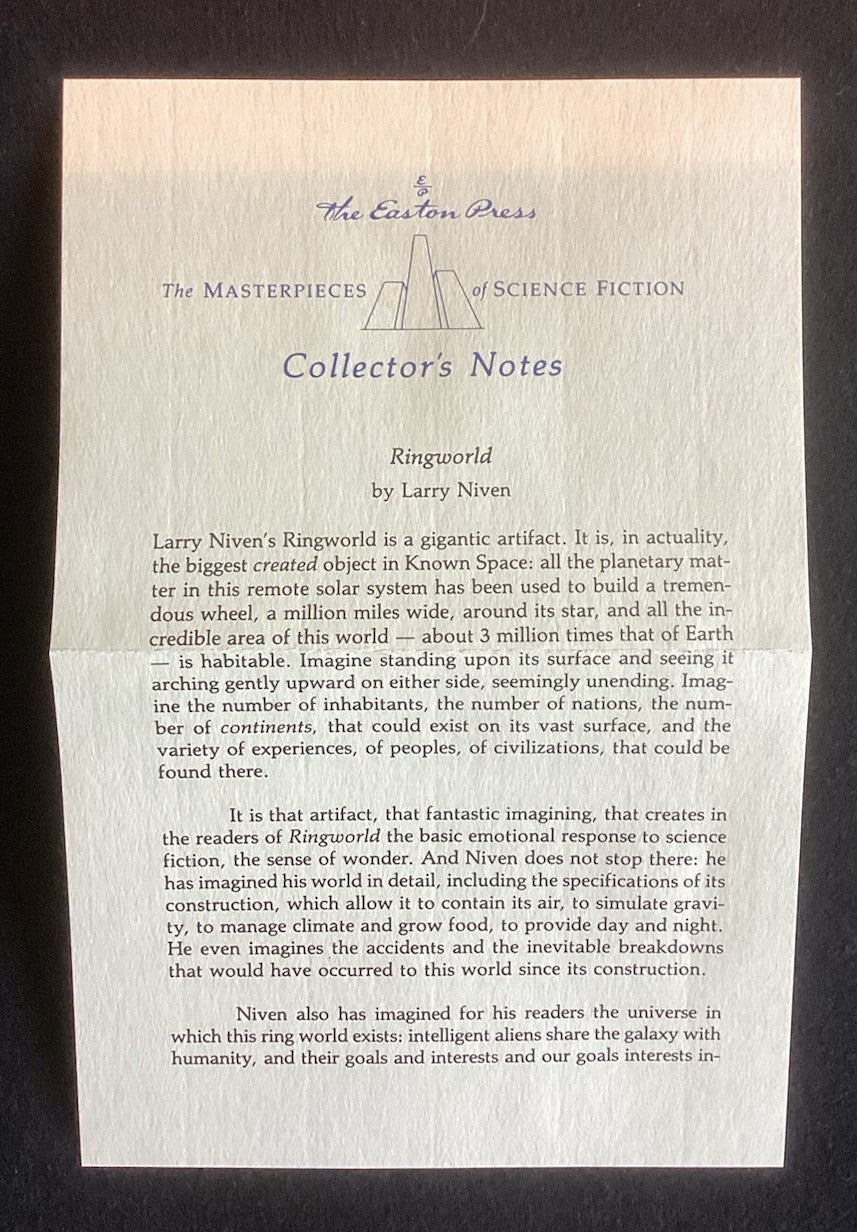 E
P
The Easton Press
The MASTERPIECES of SCIENCE FICTION
Collector's Notes
Ringworld
by Larry Niven
Larry Niven's Ringworld is a gigantic artifact. It is, in actuality,
the biggest created object in Known Space: all the planetary mat-
ter in this remote solar system has been used to build a tremen-
dous wheel, a million miles wide, around its star, and all the in-
credible area of this world — about 3 million times that of Earth
— is habitable. Imagine standing upon its surface and seeing it
arching gently upward on either side, seemingly unending. Imag-
ine the number of inhabitants, the number of nations, the num-
ber of continents, that could exist on its vast surface, and the
variety of experiences, of peoples, of civilizations, that could be
found there.
It is that artifact, that fantastic imagining, that creates in
the readers of Ringworld the basic emotional response to science
fiction, the sense of wonder. And Niven does not stop there: he
has imagined his world in detail, including the specifications of its
construction, which allow it to contain its air, to simulate gravi-
ty, to manage climate and grow food, to provide day and night.
He even imagines the accidents and the inevitable breakdowns
that would have occurred to this world since its construction.
Niven also has imagined for his readers the universe in
which this ring world exists: intelligent aliens share the galaxy with
humanity, and their goals and interests and our goals interests in-